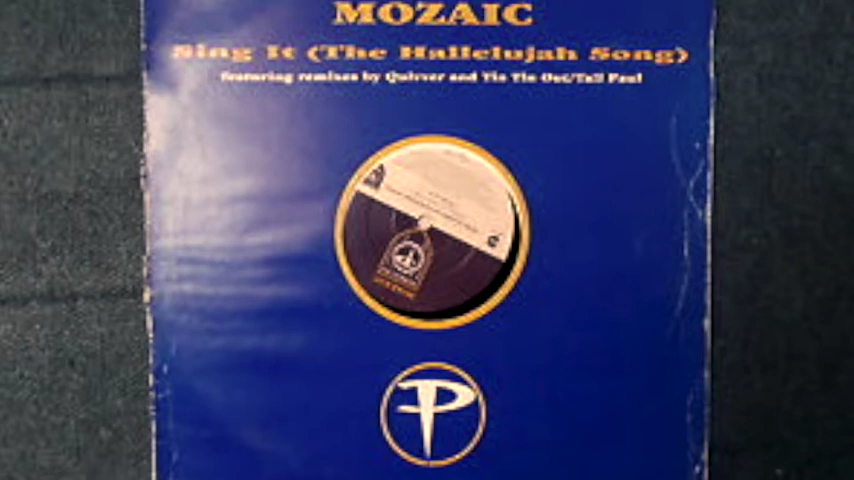 MOZAIC
Sing It (The Hallelujah Song)
featuring remixes by Quivver and Tin Tin Out/Tall Paul
P